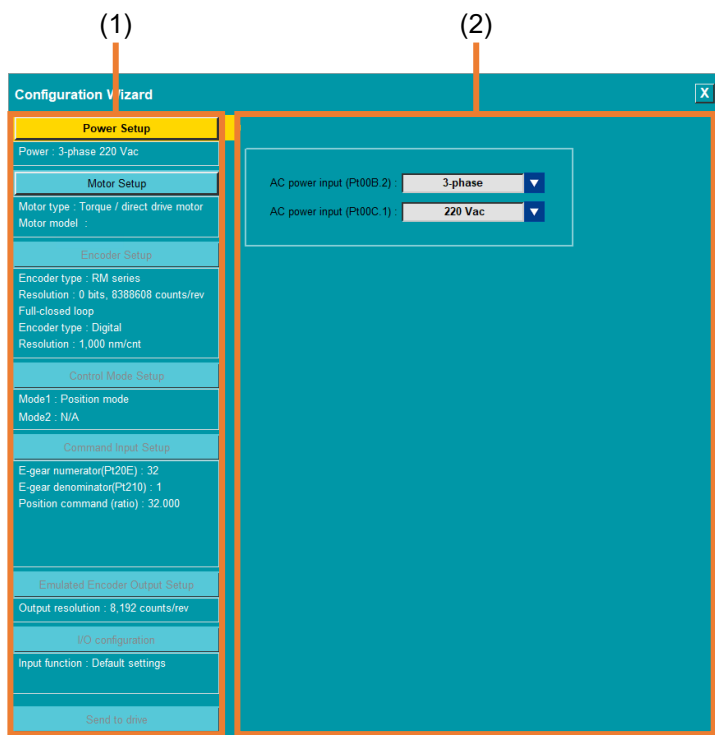 (1) (2)
Configuration Wizard X
Power Setup
Power : 3-phase 220 Vac
Motor Setup
Motor type : Torque / direct drive motor
Motor model :
Encoder Setup
Encoder type : RM series
Resolution : 0 bits, 8388608 counts/rev
Full-closed loop
Encoder type : Digital
Resolution : 1,000 nm/cnt
Control Mode Setup
Mode1 : Position mode
Mode2 : N/A
Command Input Setup
E-gear numerator(Pt20E) : 32
E-gear denominator(Pt210) : 1
Position command (ratio) : 32.000
Emulated Encoder Output Setup
Output resolution : 8,192 counts/rev
I/O configuration
Input function : Default settings
Send to drive
AC power input (Pt00B.2) : 3-phase
AC power input (Pt00C.1) : 220 Vac